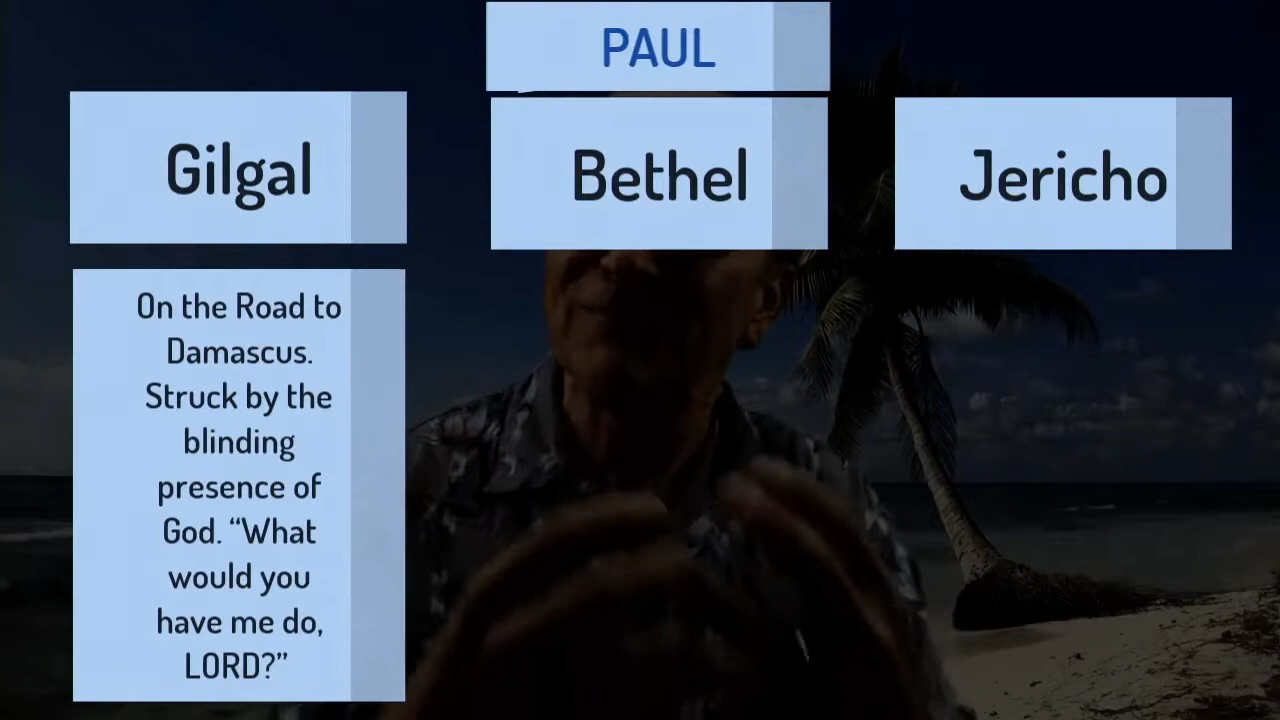 PAUL
Gilgal
Bethel
Jericho
On the Road to
Damascus.
Struck by the
blinding
presence of
God. “What
would you
have me do,
LORD?”